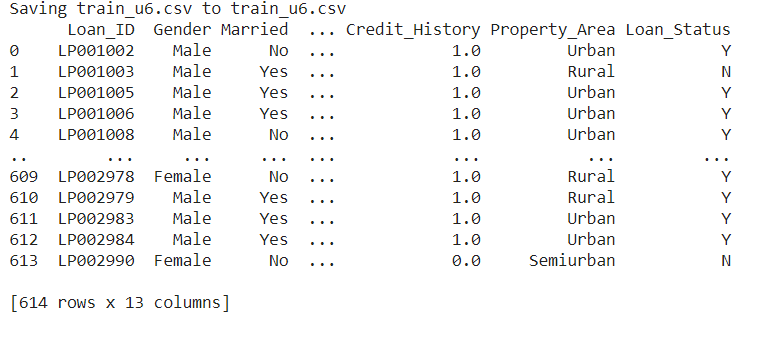 Saving train_u6.csv to train_u6.csv
Loan_ID Gender Married ... Credit_History Property_Area Loan_Status
0 LP001002 Male No ... 1.0 Urban Y
1 LP001003 Male Yes ... 1.0 Rural N
2 LP001005 Male Yes ... 1.0 Urban Y
3 LP001006 Male Yes ... 1.0 Urban Y
4 LP001008 Male No ... 1.0 Urban Y
.. ... ... ... ... ... ... ...
609 LP002978 Female No ... 1.0 Rural Y
610 LP002979 Male Yes ... 1.0 Rural Y
611 LP002983 Male Yes ... 1.0 Urban Y
612 LP002984 Male Yes ... 1.0 Urban Y
613 LP002990 Female No ... 0.0 Semiurban N
[614 rows x 13 columns]